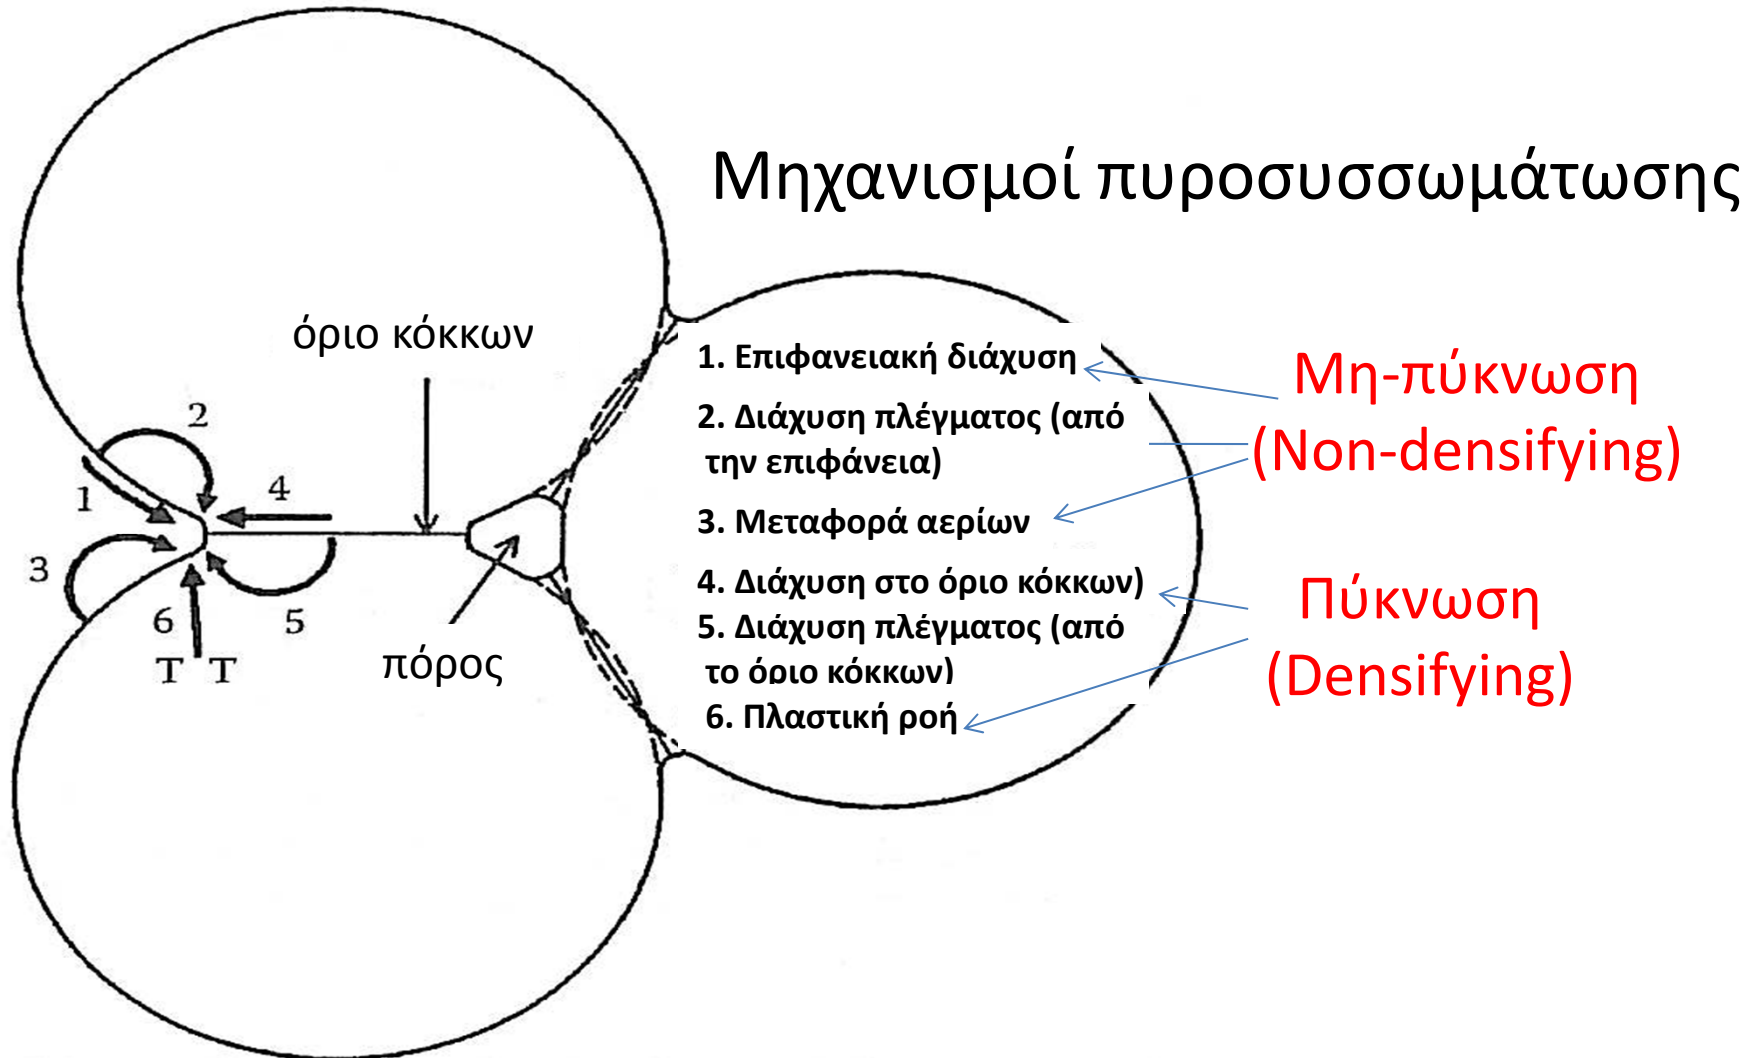 Μηχανισμοί πυροσυσσωμάτωσης
όριο κόκκων
2
1
4
3
6
5
T T
πόρος
1. Επιφανειακή διάχυση
2. Διάχυση πλέγματος (από
την επιφάνεια)
3. Μεταφορά αερίων
4. Διάχυση στο όριο κόκκων)
5. Διάχυση πλέγματος (από
το όριο κόκκων)
6. Πλαστική ροή
Μη-πύκνωση
(Non-densifying)
Πύκνωση
(Densifying)